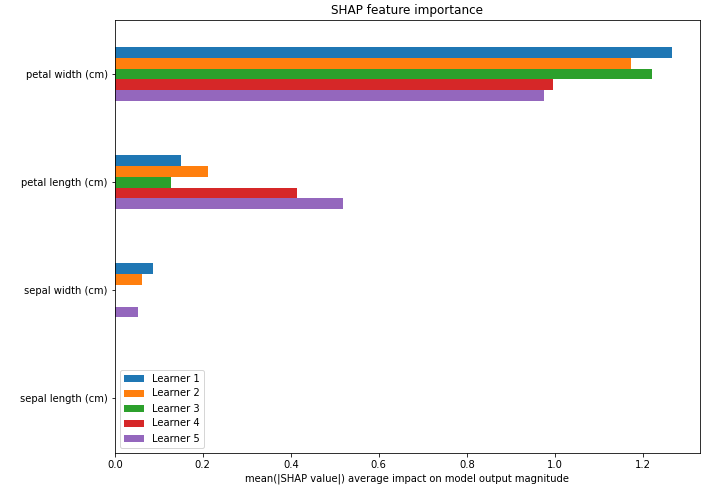 SHAP feature importance
petal width (cm)
petal length (cm)
sepal width (cm)
sepal length (cm)
Learner 1
Learner 2
Learner 3
Learner 4
Learner 5
0.0 0.2 0.4 0.6 0.8 1.0 1.2
mean(|SHAP value|) average impact on model output magnitude